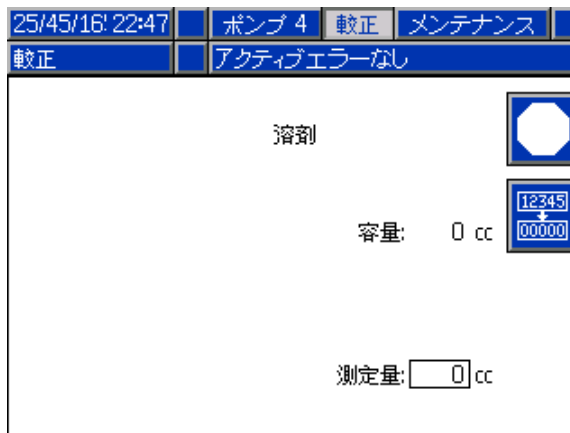 25/45/16! 22:47 ポンプ 4 較正 メンテナンス
較正 アクティブエラーなし
溶剤
12345
容量: 0 cc
00000
測定量: 0 cc